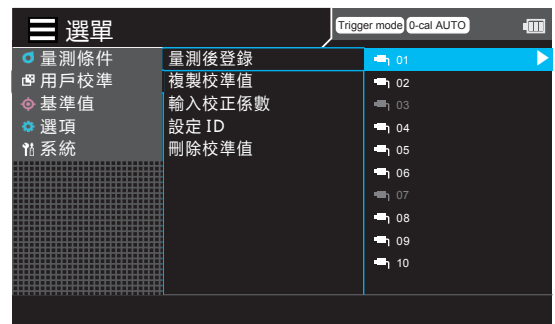 選單
Trigger mode 0-cal AUTO
量測條件
用戶校準
基準值
選項
系統
量測後登錄
複製校準值
輸入校正係數
設定 ID
刪除校準值
01
02
03
04
05
06
07
08
09
10